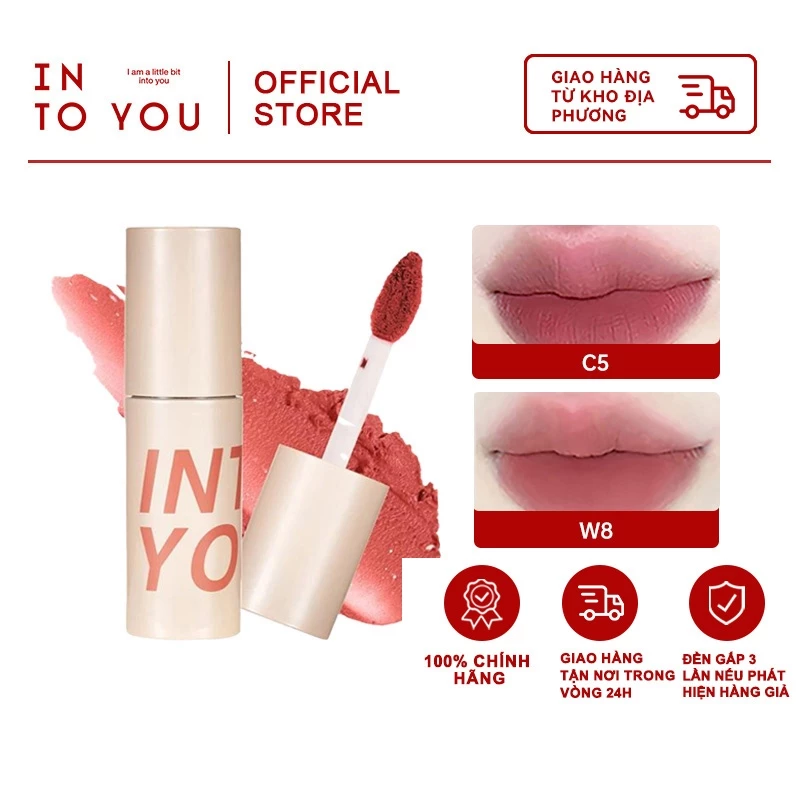 IN
TO YOU
I am a little bit
into you
OFFICIAL
STORE
GIAO HÀNG
TỪ KHO ĐỊA
PHƯƠNG
INT
YO
C5
W8
100% CHÍNH
HÃNG
GIAO HÀNG
TẬN NƠI TRONG
VÒNG 24H
ĐỀN GẤP 3
LẦN NẾU PHÁT
HIỆN HÀNG GIẢ